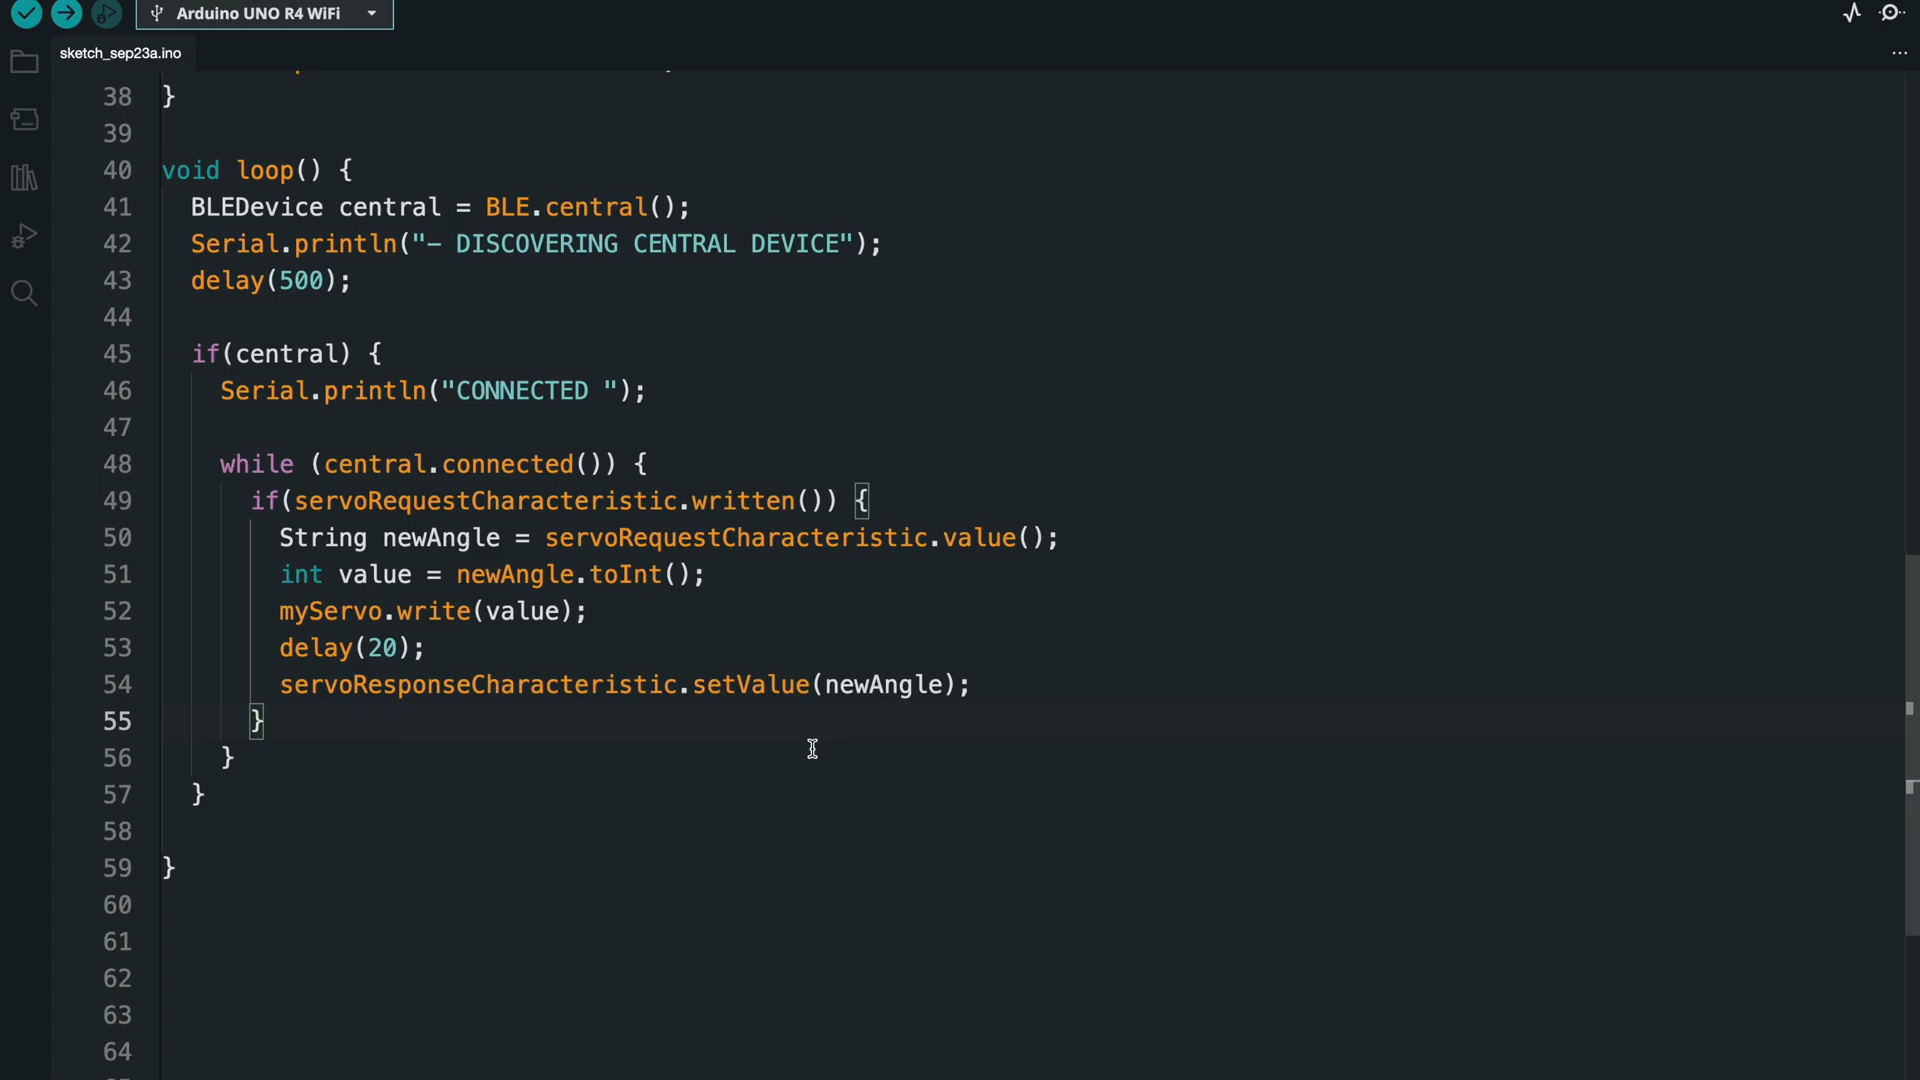 Arduino UNO R4 WiFi
sketch_sep23a.ino
38 }
39
40 void loop() {
41 BLEDevice central = BLE.central();
42 Serial.println("– DISCOVERING CENTRAL DEVICE");
43 delay(500);
44
45 if(central) {
46 Serial.println("CONNECTED ");
47
48 while (central.connected()) {
49 if(servoRequestCharacteristic.written()) {
50 String newAngle = servoRequestCharacteristic.value();
51 int value = newAngle.toInt();
52 myServo.write(value);
53 delay(20);
54 servoResponseCharacteristic.setValue(newAngle);
55 }
56 }
57 }
58
59 }
60
61
62
63
64